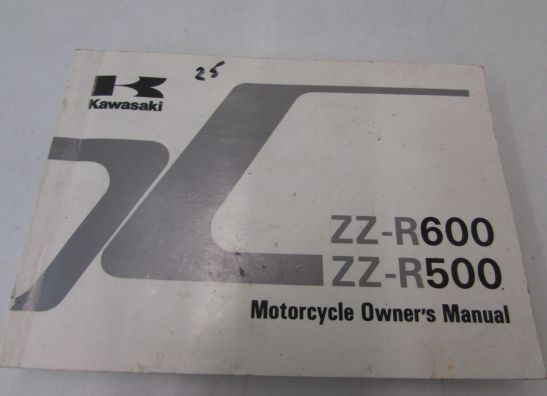 25
Kawasaki
ZZ-R600
ZZ-R500
Motorcycle Owner's Manual